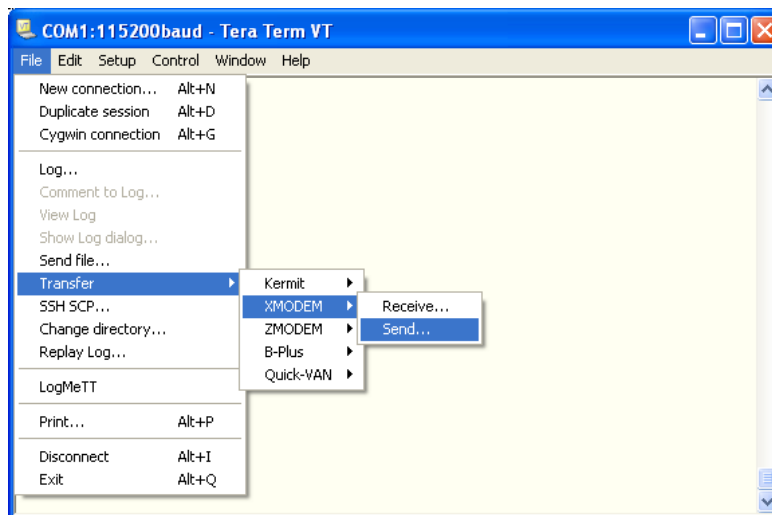 COM1:115200baud - Tera Term VT
File Edit Setup Control Window Help
New connection... Alt+N
Duplicate session Alt+D
Cygwin connection Alt+G
Log...
Comment to Log...
View Log
Show Log dialog...
Send file...
Transfer
SSH SCP...
Change directory...
Replay Log...
LogMeTT
Print... Alt+P
Disconnect Alt+I
Exit Alt+Q
Kermit
XMODEM
ZMODEM
B-Plus
Quick-VAN
Receive...
Send...